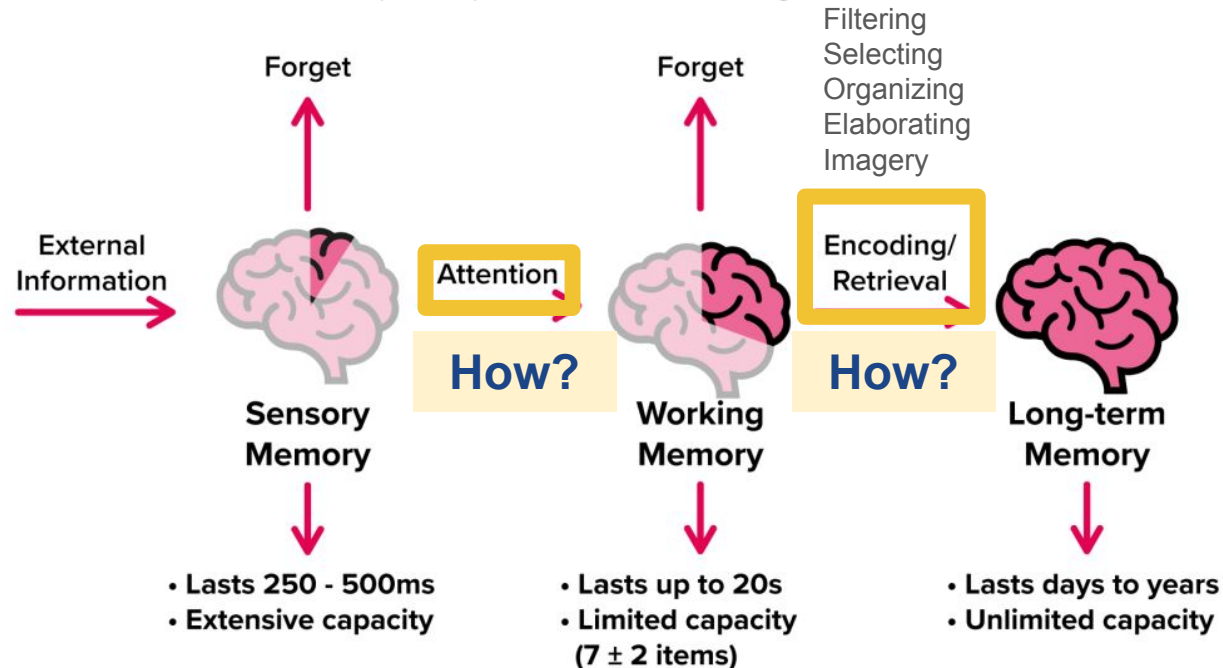 Filtering
Selecting
Organizing
Elaborating
Imagery
Forget
Forget
External
Information
Attention
Encoding/
Retrieval
How?
How?
Sensory
Memory
Working
Memory
Long-term
Memory
• Lasts 250 - 500ms
• Extensive capacity
• Lasts up to 20s
• Limited capacity
(7 ± 2 items)
• Lasts days to years
• Unlimited capacity